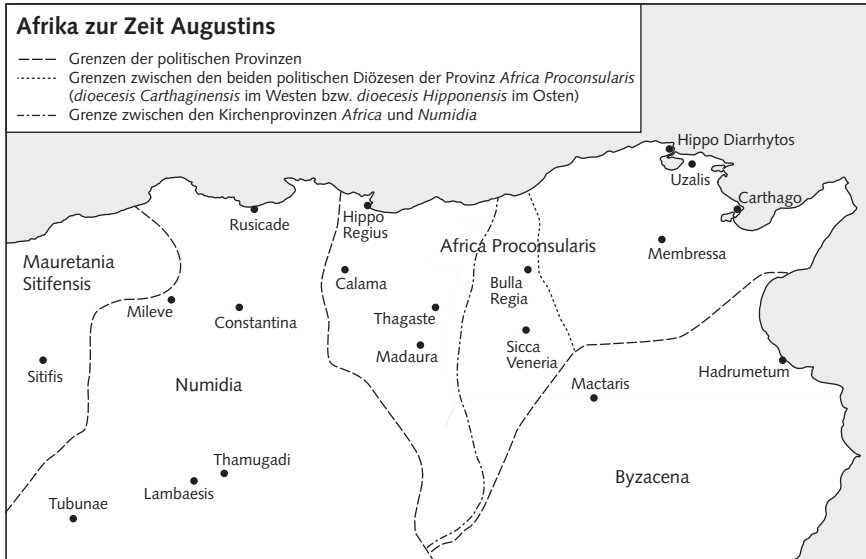 Afrika zur Zeit Augustins
Grenzen der politischen Provinzen
Grenzen zwischen den beiden politischen Diözesen der Provinz Africa Proconsularis
(dioecesis Carthaginensis im Westen bzw. dioecesis Hipponensis im Osten)
Grenze zwischen den Kirchenprovinzen Africa und Numidia
Hippo Diarrhytos
Uzalis
Carthago
Rusicade
Hippo
Regius
Africa Proconsularis
Membressa
Mauretania
Sitifensis
Calama
Bulla
Regia
Mileve
Constantina
Thagaste
Madaura
Sicca
Veneria
Sitifis
Numidia
Mactaris
Hadrumetum
Thamugadi
Lambaesis
Byzacena
Tubunae